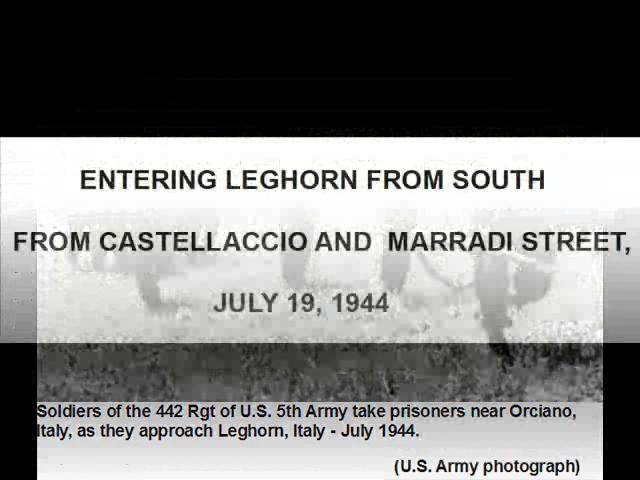 ENTERING LEGHORN FROM SOUTH
FROM CASTELLACCIO AND MARRADI STREET,
JULY 19, 1944
Soldiers of the 442 Rgt of U.S. 5th Army take prisoners near Orciano,
Italy, as they approach Leghorn, Italy - July 1944.
(U.S. Army photograph)